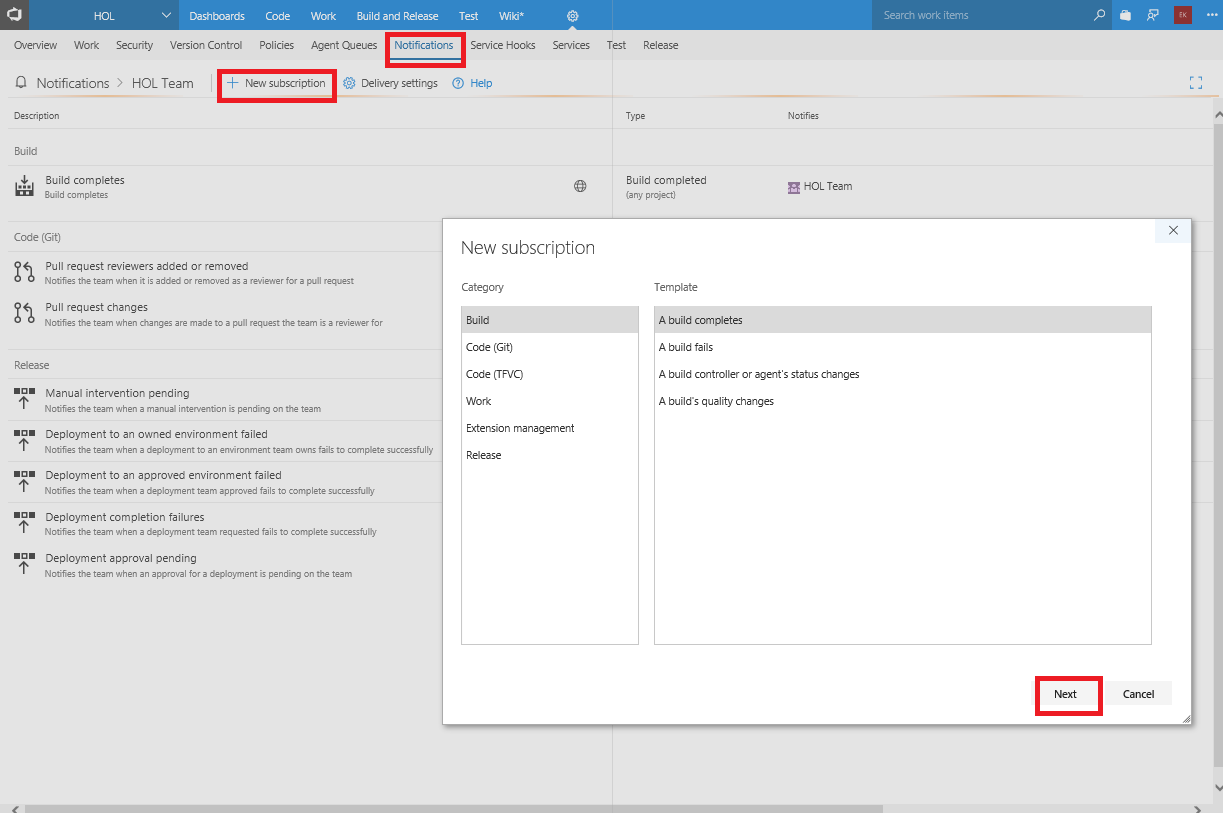 HOL Dashboards Code Work Build and Release Test Wiki* Search work items EK
Overview Work Security Version Control Policies Agent Queues Notifications Service Hooks Services Test Release
Notifications > HOL Team New subscription Delivery settings Help
Description Type Notifies
Build
Build completes Build completed
Build completes (any project) HOL Team
Code (Git)
Pull request reviewers added or removed
Notifies the team when it is added or removed as a reviewer for a pull request
Pull request changes
Notifies the team when changes are made to a pull request the team is a reviewer for
Release
Manual intervention pending
Notifies the team when a manual intervention is pending on the team
Deployment to an owned environment failed
Notifies the team when a deployment to an environment team owns fails to complete successfully
Deployment to an approved environment failed
Notifies the team when a deployment team approved fails to complete successfully
Deployment completion failures
Notifies the team when a deployment team requested fails to complete successfully
Deployment approval pending
Notifies the team when an approval for a deployment is pending on the team
New subscription
Category Template
Build A build completes
Code (Git) A build fails
Code (TFVC) A build controller or agent's status changes
Work A build's quality changes
Extension management
Release
Next Cancel